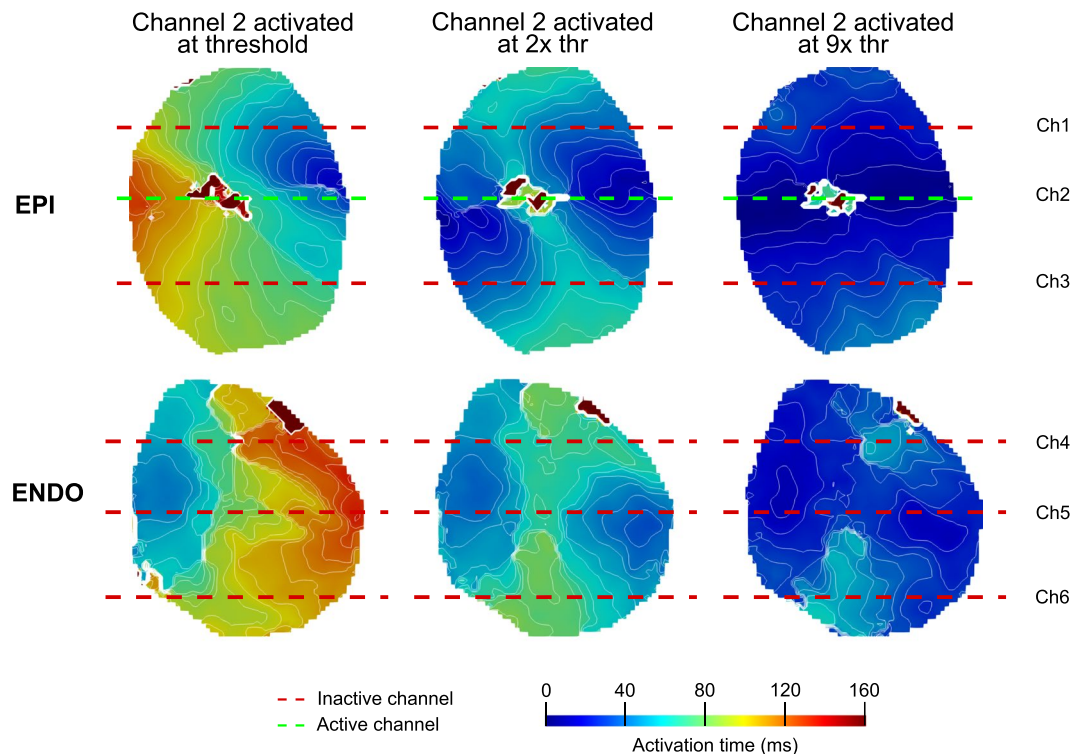 Channel 2 activated
at threshold
Channel 2 activated
at 2x thr
Channel 2 activated
at 9x thr
Ch1
EPI
Ch2
Ch3
Ch4
ENDO
Ch5
Ch6
Inactive channel
Active channel
0 40 80 120 160
Activation time (ms)